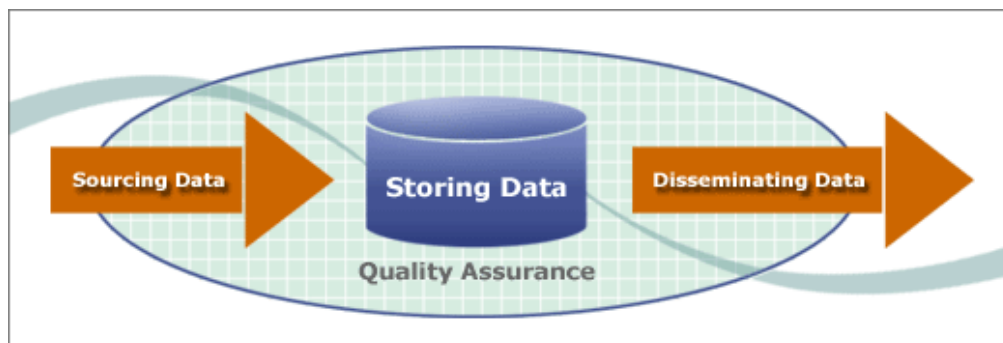 Sourcing Data
Storing Data
Disseminating Data
Quality Assurance